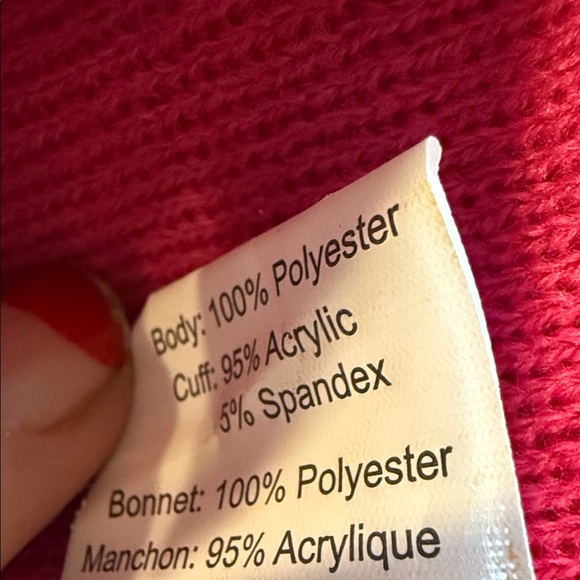 Body: 100% Polyester
Cuff: 95% Acrylic
5% Spandex
Bonnet: 100% Polyester
Manchon: 95% Acrylique